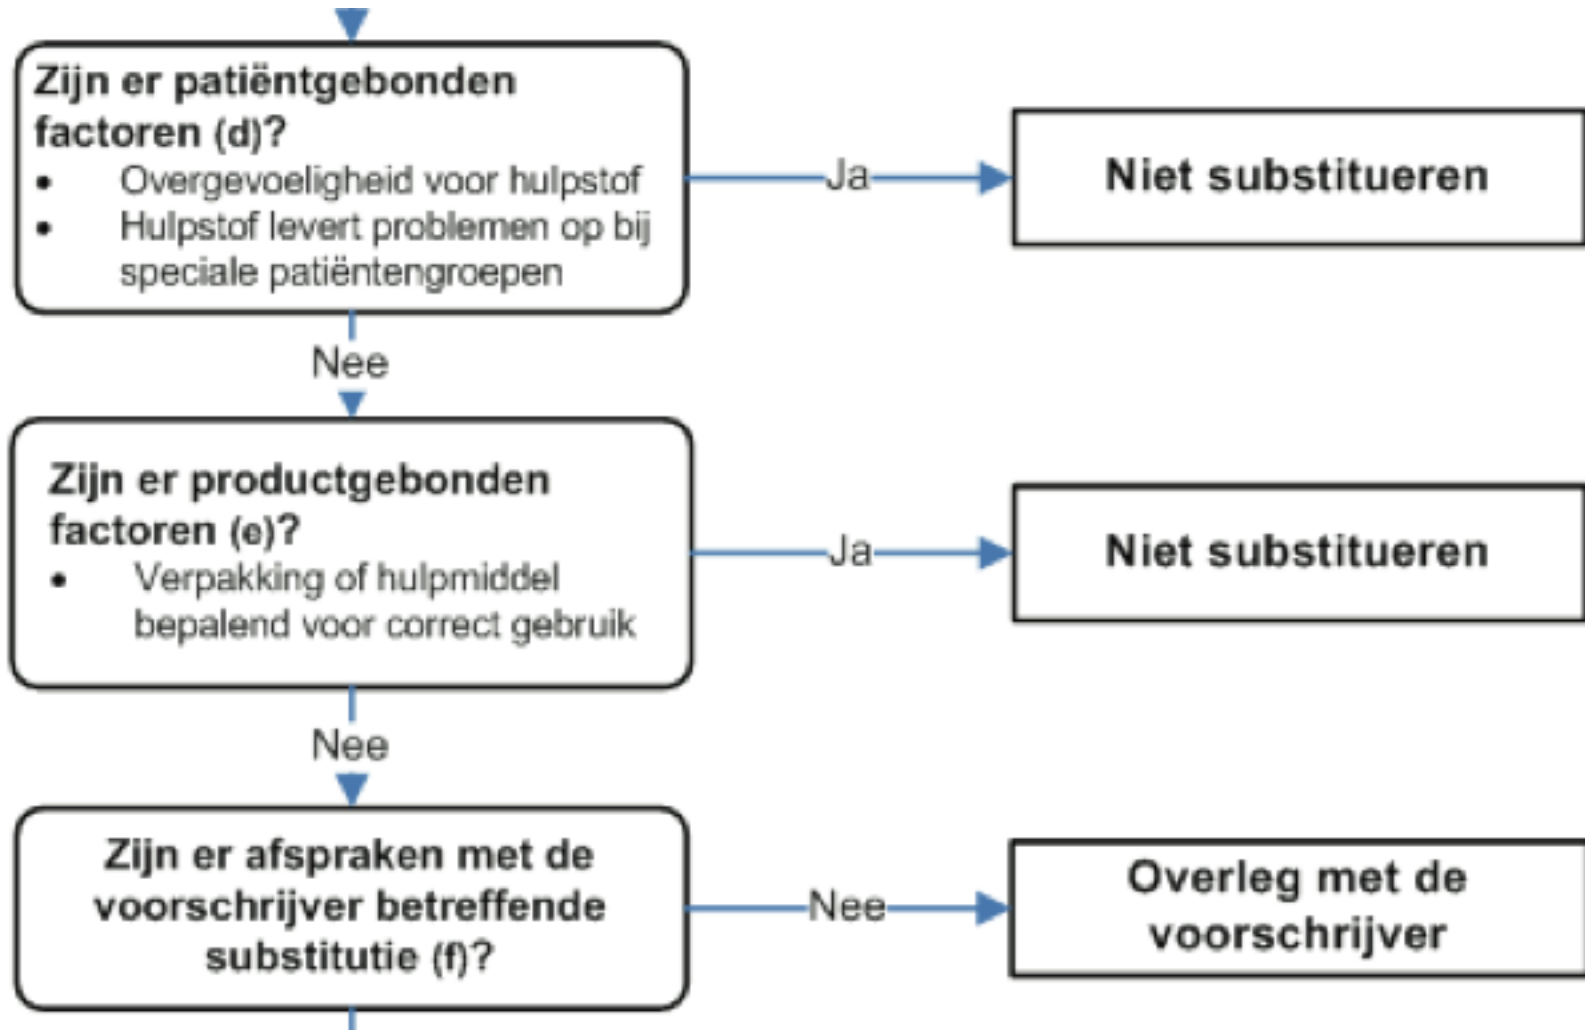 Zijn er patiëntgebonden
factoren (d)?
• Overgevoeligheid voor hulpstof
• Hulpstof levert problemen op bij
speciale patiëntengroepen
Ja
Niet substitueren
Nee
Zijn er productgebonden
factoren (e)?
• Verpakking of hulpmiddel
bepalend voor correct gebruik
Ja
Niet substitueren
Nee
Zijn er afspraken met de
voorschrijver betreffende
substitutie (f)?
Nee
Overleg met de
voorschrijver